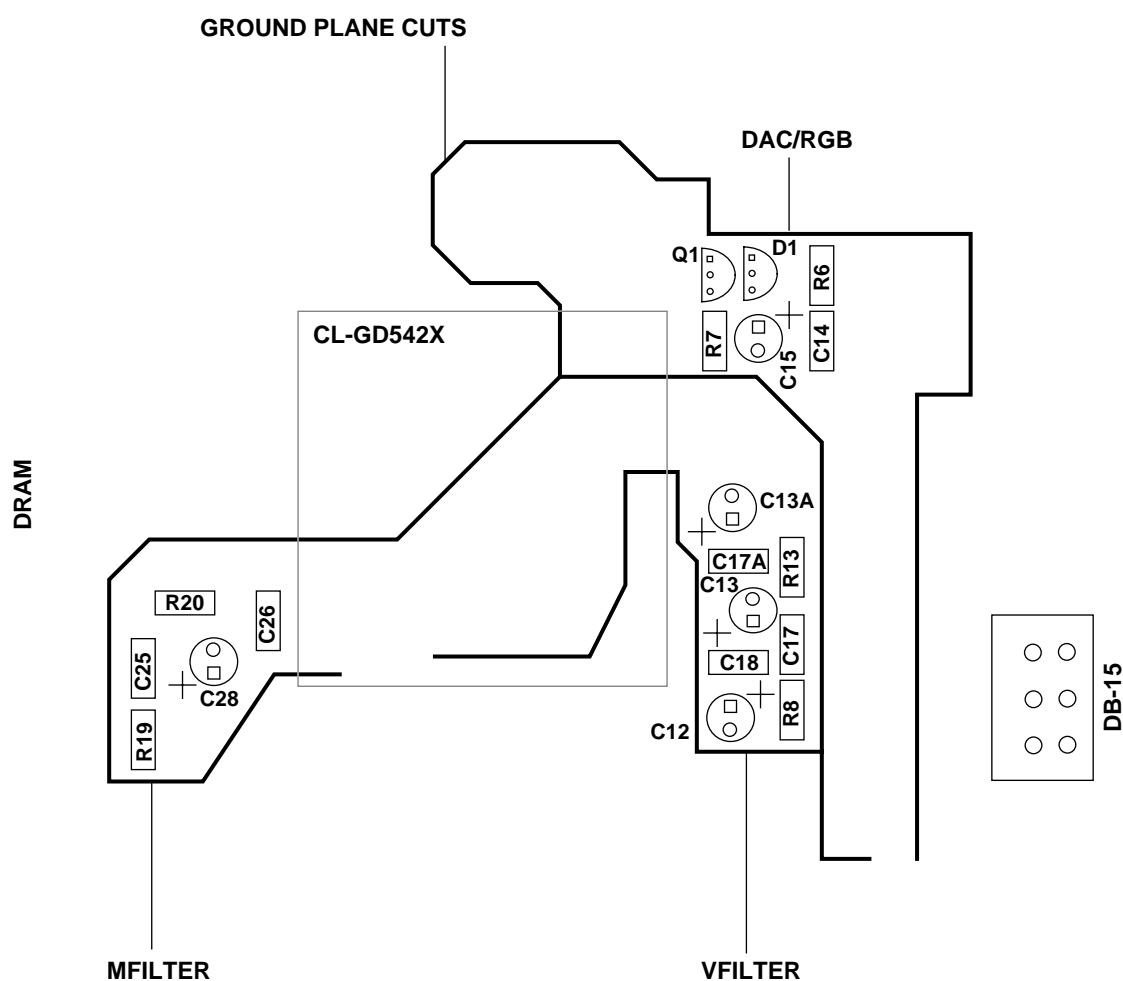 GROUND PLANE CUTS
DAC/RGB
Q1
D1
R6
CL-GD542X
R7
C15
C14
DRAM
C13A
C17A
R13
C13
R20
C26
C25
C28
C18
C17
R19
C12
R8
DB-15
MFILTER
VFILTER